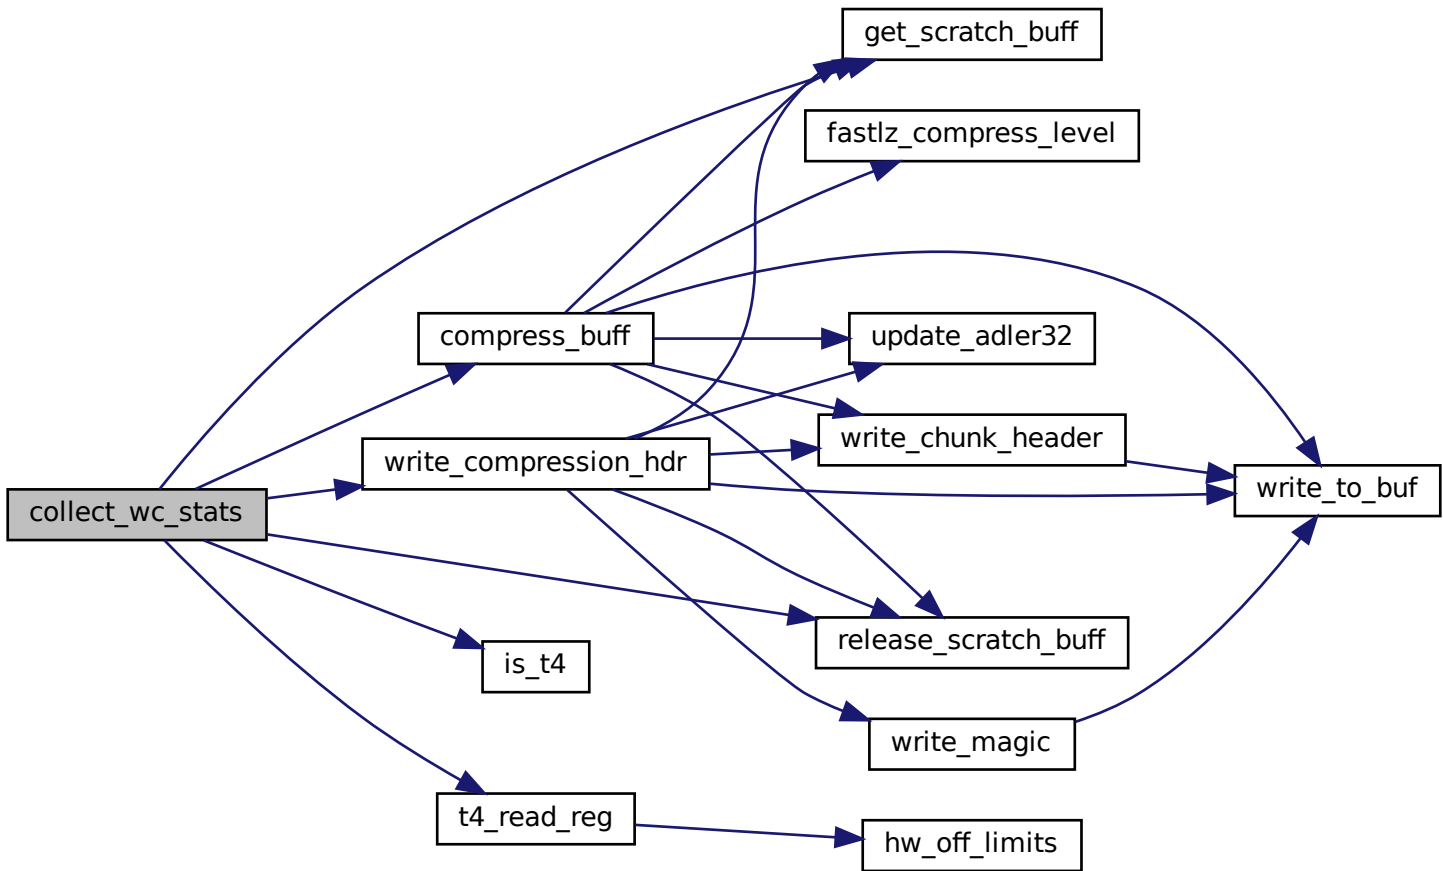 get_scratch_buff
fastlz_compress_level
compress_buff
update_adler32
write_chunk_header
write_compression_hdr
write_to_buf
collect_wc_stats
release_scratch_buff
is_t4
write_magic
t4_read_reg
hw_off_limits